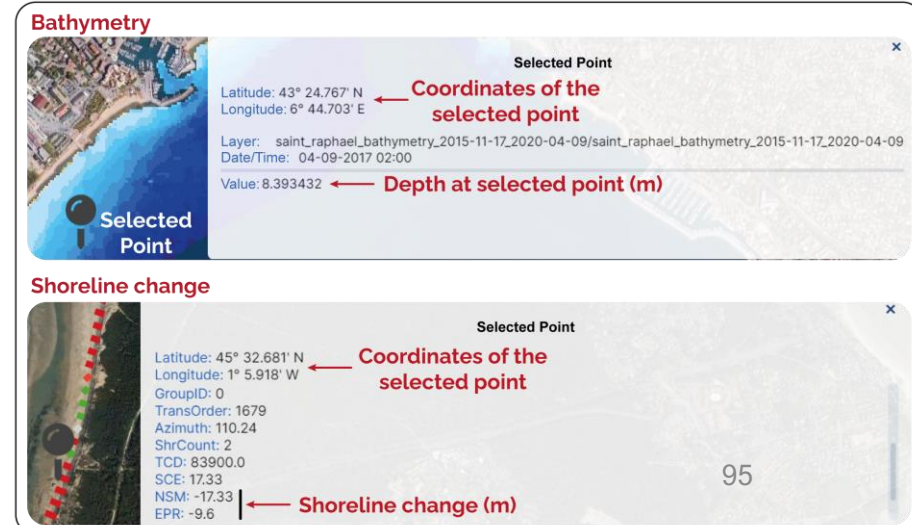 Bathymetry
×
Selected Point
Latitude: 43° 24.767' N
Longitude: 6° 44.703' E
Coordinates of the
selected point
Layer: saint_raphael_bathymetry_2015-11-17_2020-04-09/saint_raphael_bathymetry_2015-11-17_2020-04-09
Date/Time: 04-09-2017 02:00
Value: 8.393432
Depth at selected point (m)
Selected
Point
Shoreline change
×
Selected Point
Latitude: 45° 32.681' N
Longitude: 1° 5.918' W
Coordinates of the
selected point
GroupID: 0
TransOrder: 1679
Azimuth: 110.24
ShrCount: 2
TCD: 83900.0
SCE: 17.33
NSM: -17.33
EPR: -9.6
Shoreline change (m)
95